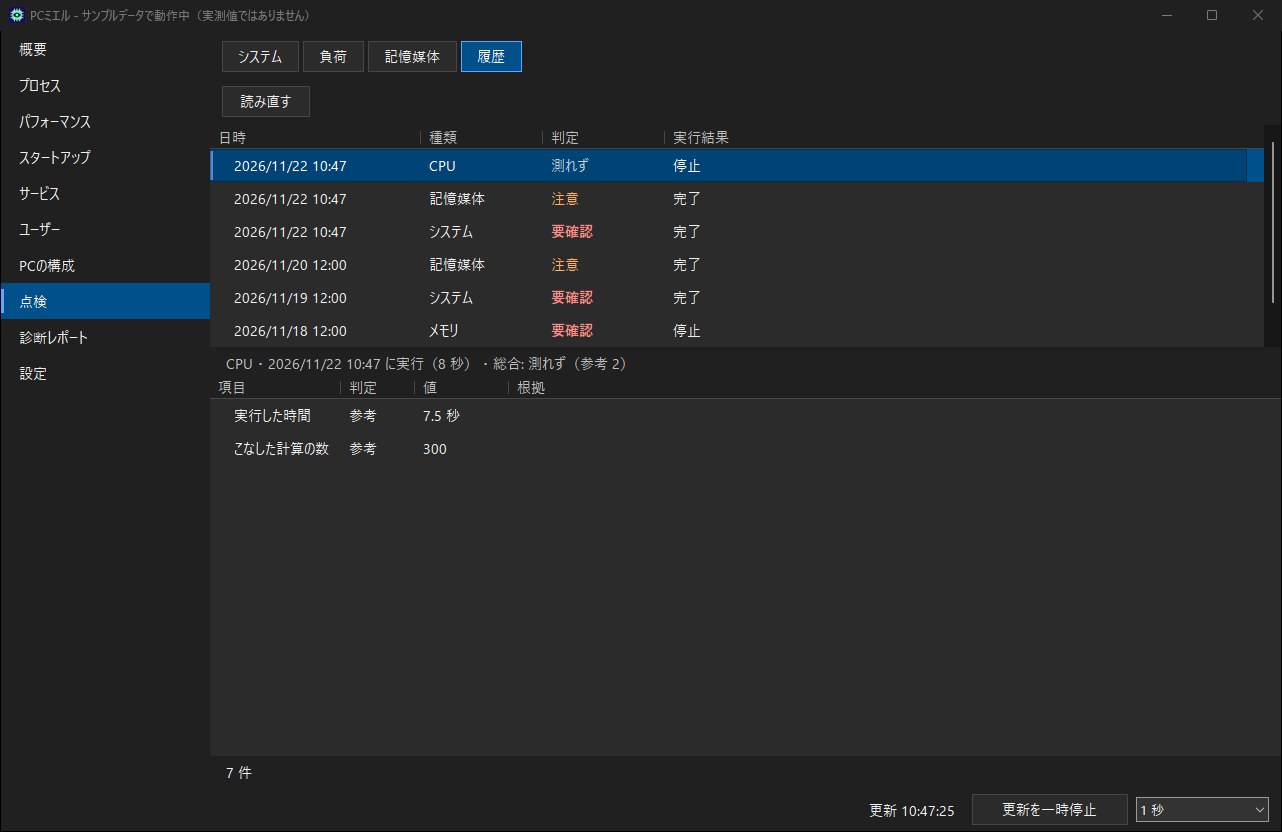 PCミエル - サンプルデータで動作中（実測値ではありません）
概要
プロセス
パフォーマンス
スタートアップ
サービス
ユーザー
PCの構成
点検
診断レポート
設定
システム 負荷 記憶媒体 履歴
読み直す
日時 種類 判定 実行結果
2026/11/22 10:47 CPU 測れず 停止
2026/11/22 10:47 記憶媒体 注意 完了
2026/11/22 10:47 システム 要確認 完了
2026/11/20 12:00 記憶媒体 注意 完了
2026/11/19 12:00 システム 要確認 完了
2026/11/18 12:00 メモリ 要確認 停止
CPU・2026/11/22 10:47 に実行（8 秒）・総合: 測れず（参考 2）
項目 判定 値 根拠
実行した時間 参考 7.5 秒
こなした計算の数 参考 300
7 件
更新 10:47:25 更新を一時停止 1 秒